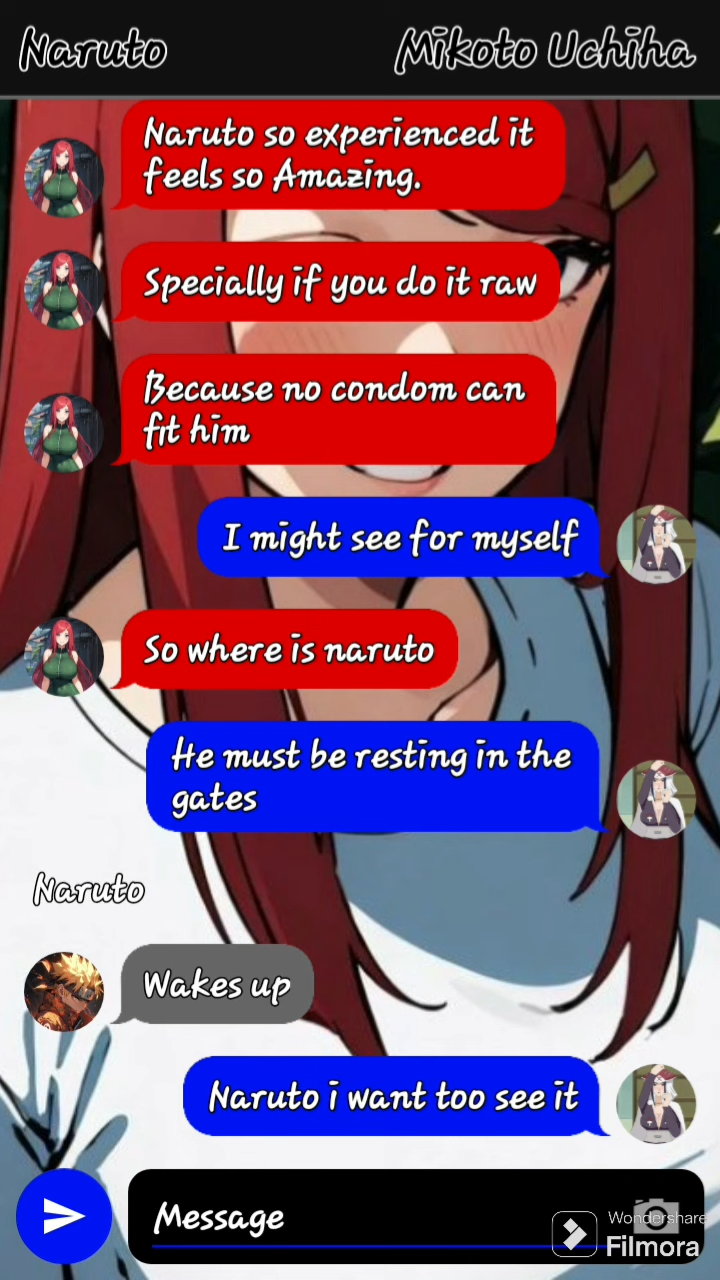 Naruto
Mikoto Uchiha
Naruto so experienced it
feels so Amazing.
Specially if you do it raw
Because no condom can
fit him
I might see for myself
So where is naruto
He must be resting in the
gates
Naruto
Wakes up
Naruto i want too see it
Message
Wondershare
Filmora